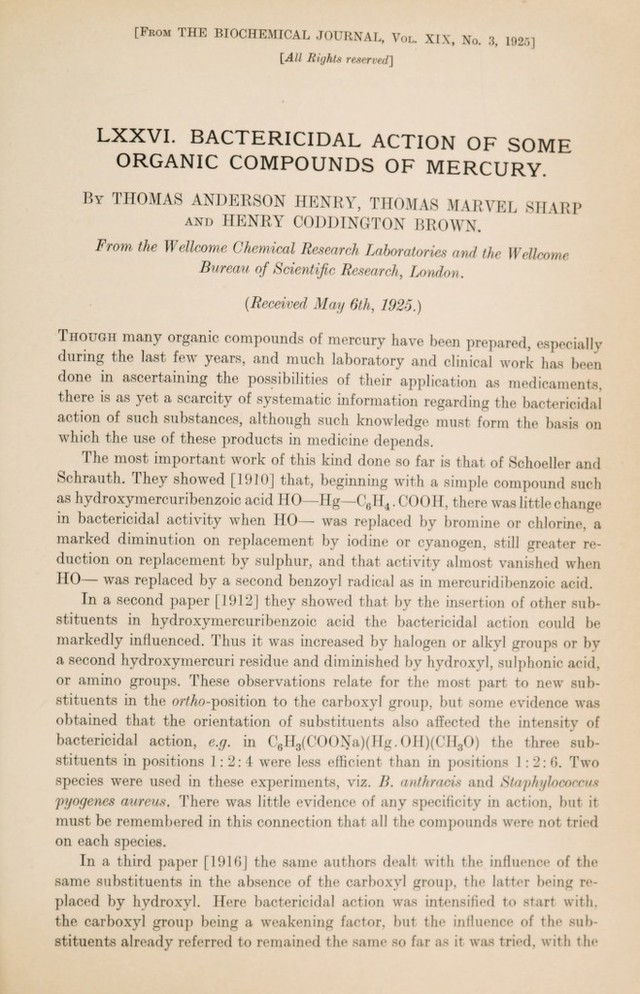 [From THE BIOCHEMICAL JOURNAL, Vol. XIX, No. 3, 1925]
[All Rights reserved]
LXXVI. BACTERICIDAL ACTION OF SOME
ORGANIC COMPOUNDS OF MERCURY.
By THOMAS ANDERSON HENRY, THOMAS MARVEL SHARP
AND HENRY CODDINGTON BROWN.
From the Wellcome Chemical Research Laboratories and the Wellcome
Bureau of Scientific Research, London.
(Received May 6th, 1925.)
Though many organic compounds of mercury have been prepared, especially
during the last few years, and much laboratory and clinical work has been
done in ascertaining the possibilities of their application as medicaments,
there is as yet a scarcity of systematic information regarding the bactericidal
action of such substances, although such knowledge must form the basis on
which the use of these products in medicine depends.
The most important work of this kind done so far is that of Schoeller and
Schrauth. They showed [1910] that, beginning with a simple compound such
as hydroxymercuribenzoic acid HO—Hg—C₆H₄.COOH, there was little change
in bactericidal activity when HO— was replaced by bromine or chlorine, a
marked diminution on replacement by iodine or cyanogen, still greater re-
duction on replacement by sulphur, and that activity almost vanished when
HO— was replaced by a second benzoyl radical as in mercuridibenzoic acid.
In a second paper [1912] they showed that by the insertion of other sub-
stituents in hydroxymercuribenzoic acid the bactericidal action could be
markedly influenced. Thus it was increased by halogen or alkyl groups or by
a second hydroxymercuri residue and diminished by hydroxyl, sulphonic acid,
or amino groups. These observations relate for the most part to new sub-
stituents in the ortho-position to the carboxyl group, but some evidence was
obtained that the orientation of substituents also affected the intensity of
bactericidal action, e.g. in C₆H₃(COONa)(Hg.OH)(CH₃O) the three sub-
stituents in positions 1:2:4 were less efficient than in positions 1:2:6. Two
species were used in these experiments, viz. B. anthracis and Staphylococcus
pyogenes aureus. There was little evidence of any specificity in action, but it
must be remembered in this connection that all the compounds were not tried
on each species.
In a third paper [1916] the same authors dealt with the influence of the
same substituents in the absence of the carboxyl group, the latter being re-
placed by hydroxyl. Here bactericidal action was intensified to start with,
the carboxyl group being a weakening factor, but the influence of the sub-
stituents already referred to remained the same so far as it was tried, with the